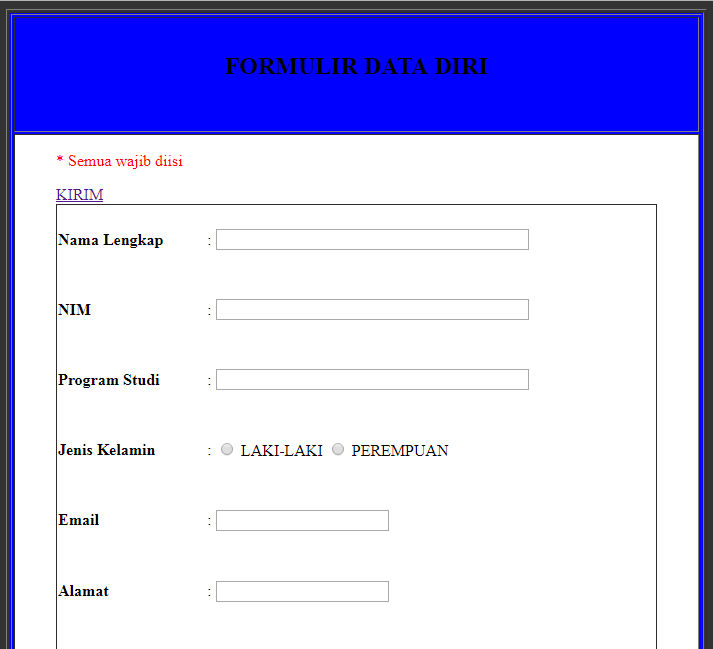 FORMULIR DATA DIRI
* Semua wajib diisi
KIRIM
Nama Lengkap :
NIM :
Program Studi :
Jenis Kelamin : LAKI-LAKI PEREMPUAN
Email :
Alamat :